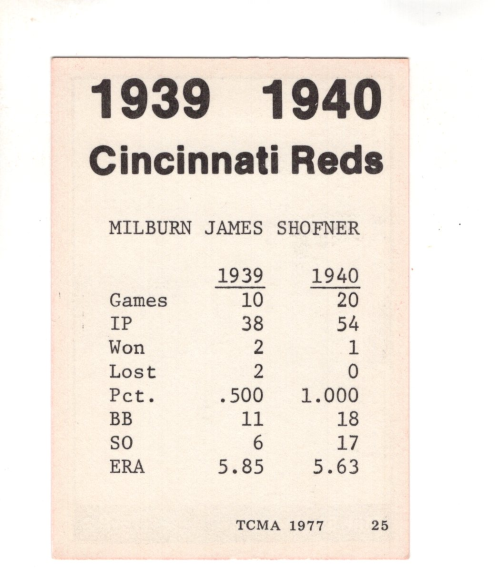 1939 1940
Cincinnati Reds
MILBURN JAMES SHOFNER
1939 1940
Games 10 20
IP 38 54
Won 2 1
Lost 2 0
Pct. .500 1.000
BB 11 18
SO 6 17
ERA 5.85 5.63
TCMA 1977 25